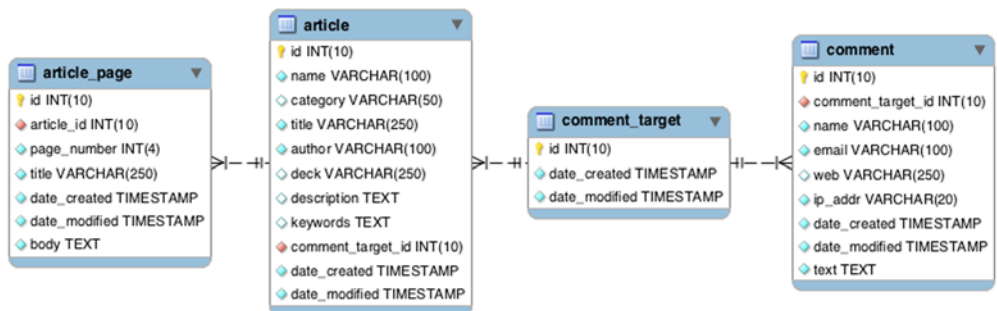 article_page
id INT(10)
article_id INT(10)
page_number INT(4)
title VARCHAR(250)
date_created TIMESTAMP
date_modified TIMESTAMP
body TEXT
article
id INT(10)
name VARCHAR(100)
category VARCHAR(50)
title VARCHAR(250)
author VARCHAR(100)
deck VARCHAR(250)
description TEXT
keywords TEXT
comment_target_id INT(10)
date_created TIMESTAMP
date_modified TIMESTAMP
comment_target
id INT(10)
date_created TIMESTAMP
date_modified TIMESTAMP
comment
id INT(10)
comment_target_id INT(10)
name VARCHAR(100)
email VARCHAR(100)
web VARCHAR(250)
ip_addr VARCHAR(20)
date_created TIMESTAMP
date_modified TIMESTAMP
text TEXT